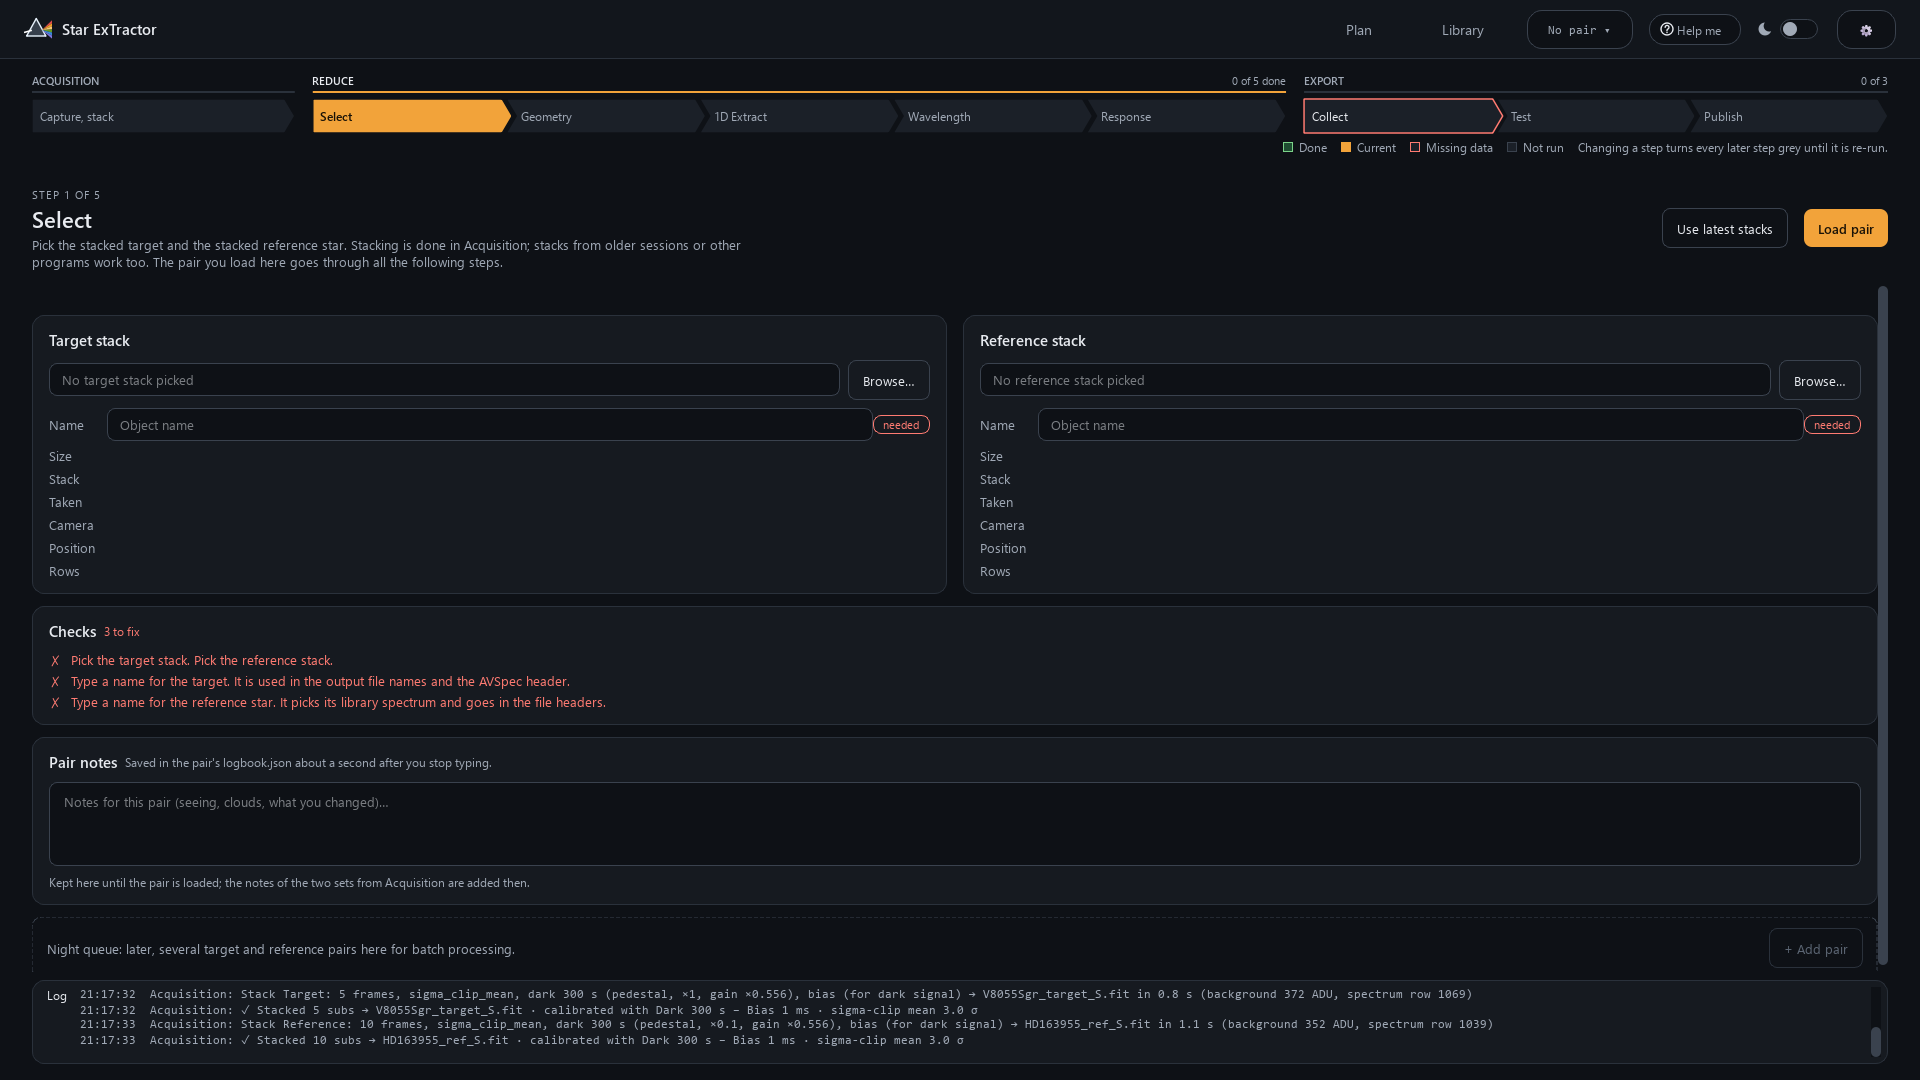 Star ExTractor
Plan
Library
No pair ▾
Help me
ACQUISITION
REDUCE
0 of 5 done
EXPORT
0 of 3
Capture, stack
Select
Geometry
1D Extract
Wavelength
Response
Collect
Test
Publish
Done
Current
Missing data
Not run
Changing a step turns every later step grey until it is re-run.
STEP 1 OF 5
Select
Pick the stacked target and the stacked reference star. Stacking is done in Acquisition; stacks from older sessions or other
programs work too. The pair you load here goes through all the following steps.
Use latest stacks
Load pair
Target stack
No target stack picked
Browse...
Name
Object name
needed
Size
Stack
Taken
Camera
Position
Rows
Reference stack
No reference stack picked
Browse...
Name
Object name
needed
Size
Stack
Taken
Camera
Position
Rows
Checks 3 to fix
✗ Pick the target stack. Pick the reference stack.
✗ Type a name for the target. It is used in the output file names and the AVSpec header.
✗ Type a name for the reference star. It picks its library spectrum and goes in the file headers.
Pair notes Saved in the pair's logbook.json about a second after you stop typing.
Notes for this pair (seeing, clouds, what you changed)...
Kept here until the pair is loaded; the notes of the two sets from Acquisition are added then.
Night queue: later, several target and reference pairs here for batch processing.
+ Add pair
Log
21:17:32 Acquisition: Stack Target: 5 frames, sigma_clip_mean, dark 300 s (pedestal, ×1, gain ×0.556), bias (for dark signal) → V8055Sgr_target_S.fit in 0.8 s (background 372 ADU, spectrum row 1069)
21:17:32 Acquisition: ✓ Stacked 5 subs → V8055Sgr_target_S.fit · calibrated with Dark 300 s – Bias 1 ms · sigma-clip mean 3.0 σ
21:17:33 Acquisition: Stack Reference: 10 frames, sigma_clip_mean, dark 300 s (pedestal, ×0.1, gain ×0.556), bias (for dark signal) → HD163955_ref_S.fit in 1.1 s (background 352 ADU, spectrum row 1039)
21:17:33 Acquisition: ✓ Stacked 10 subs → HD163955_ref_S.fit · calibrated with Dark 300 s – Bias 1 ms · sigma-clip mean 3.0 σ